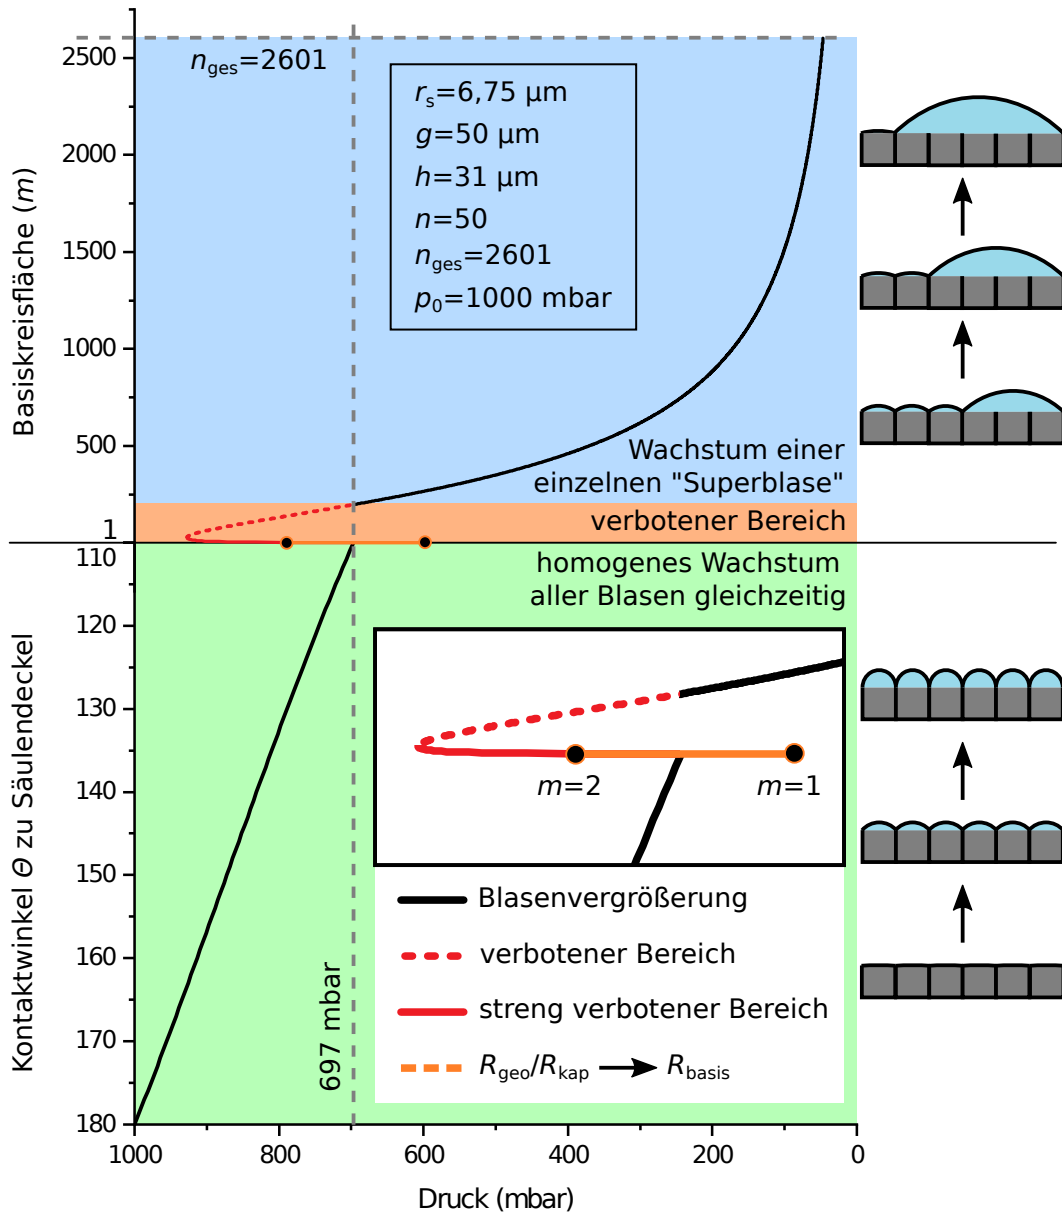 Basiskreisfläche (m)
2500
2000
1500
1000
500
1
n_ges=2601
r_s=6,75 µm
g=50 µm
h=31 µm
n=50
n_ges=2601
p_0=1000 mbar
Wachstum einer
einzelnen "Superblase"
verbotener Bereich
homogenes Wachstum
aller Blasen gleichzeitig
Kontaktwinkel Θ zu Säulendeckel
110
120
130
140
150
160
170
180
697 mbar
m=2
m=1
Blasenvergrößerung
verbotener Bereich
streng verbotener Bereich
R_geo/R_kap → R_basis
1000
800
600
400
200
0
Druck (mbar)